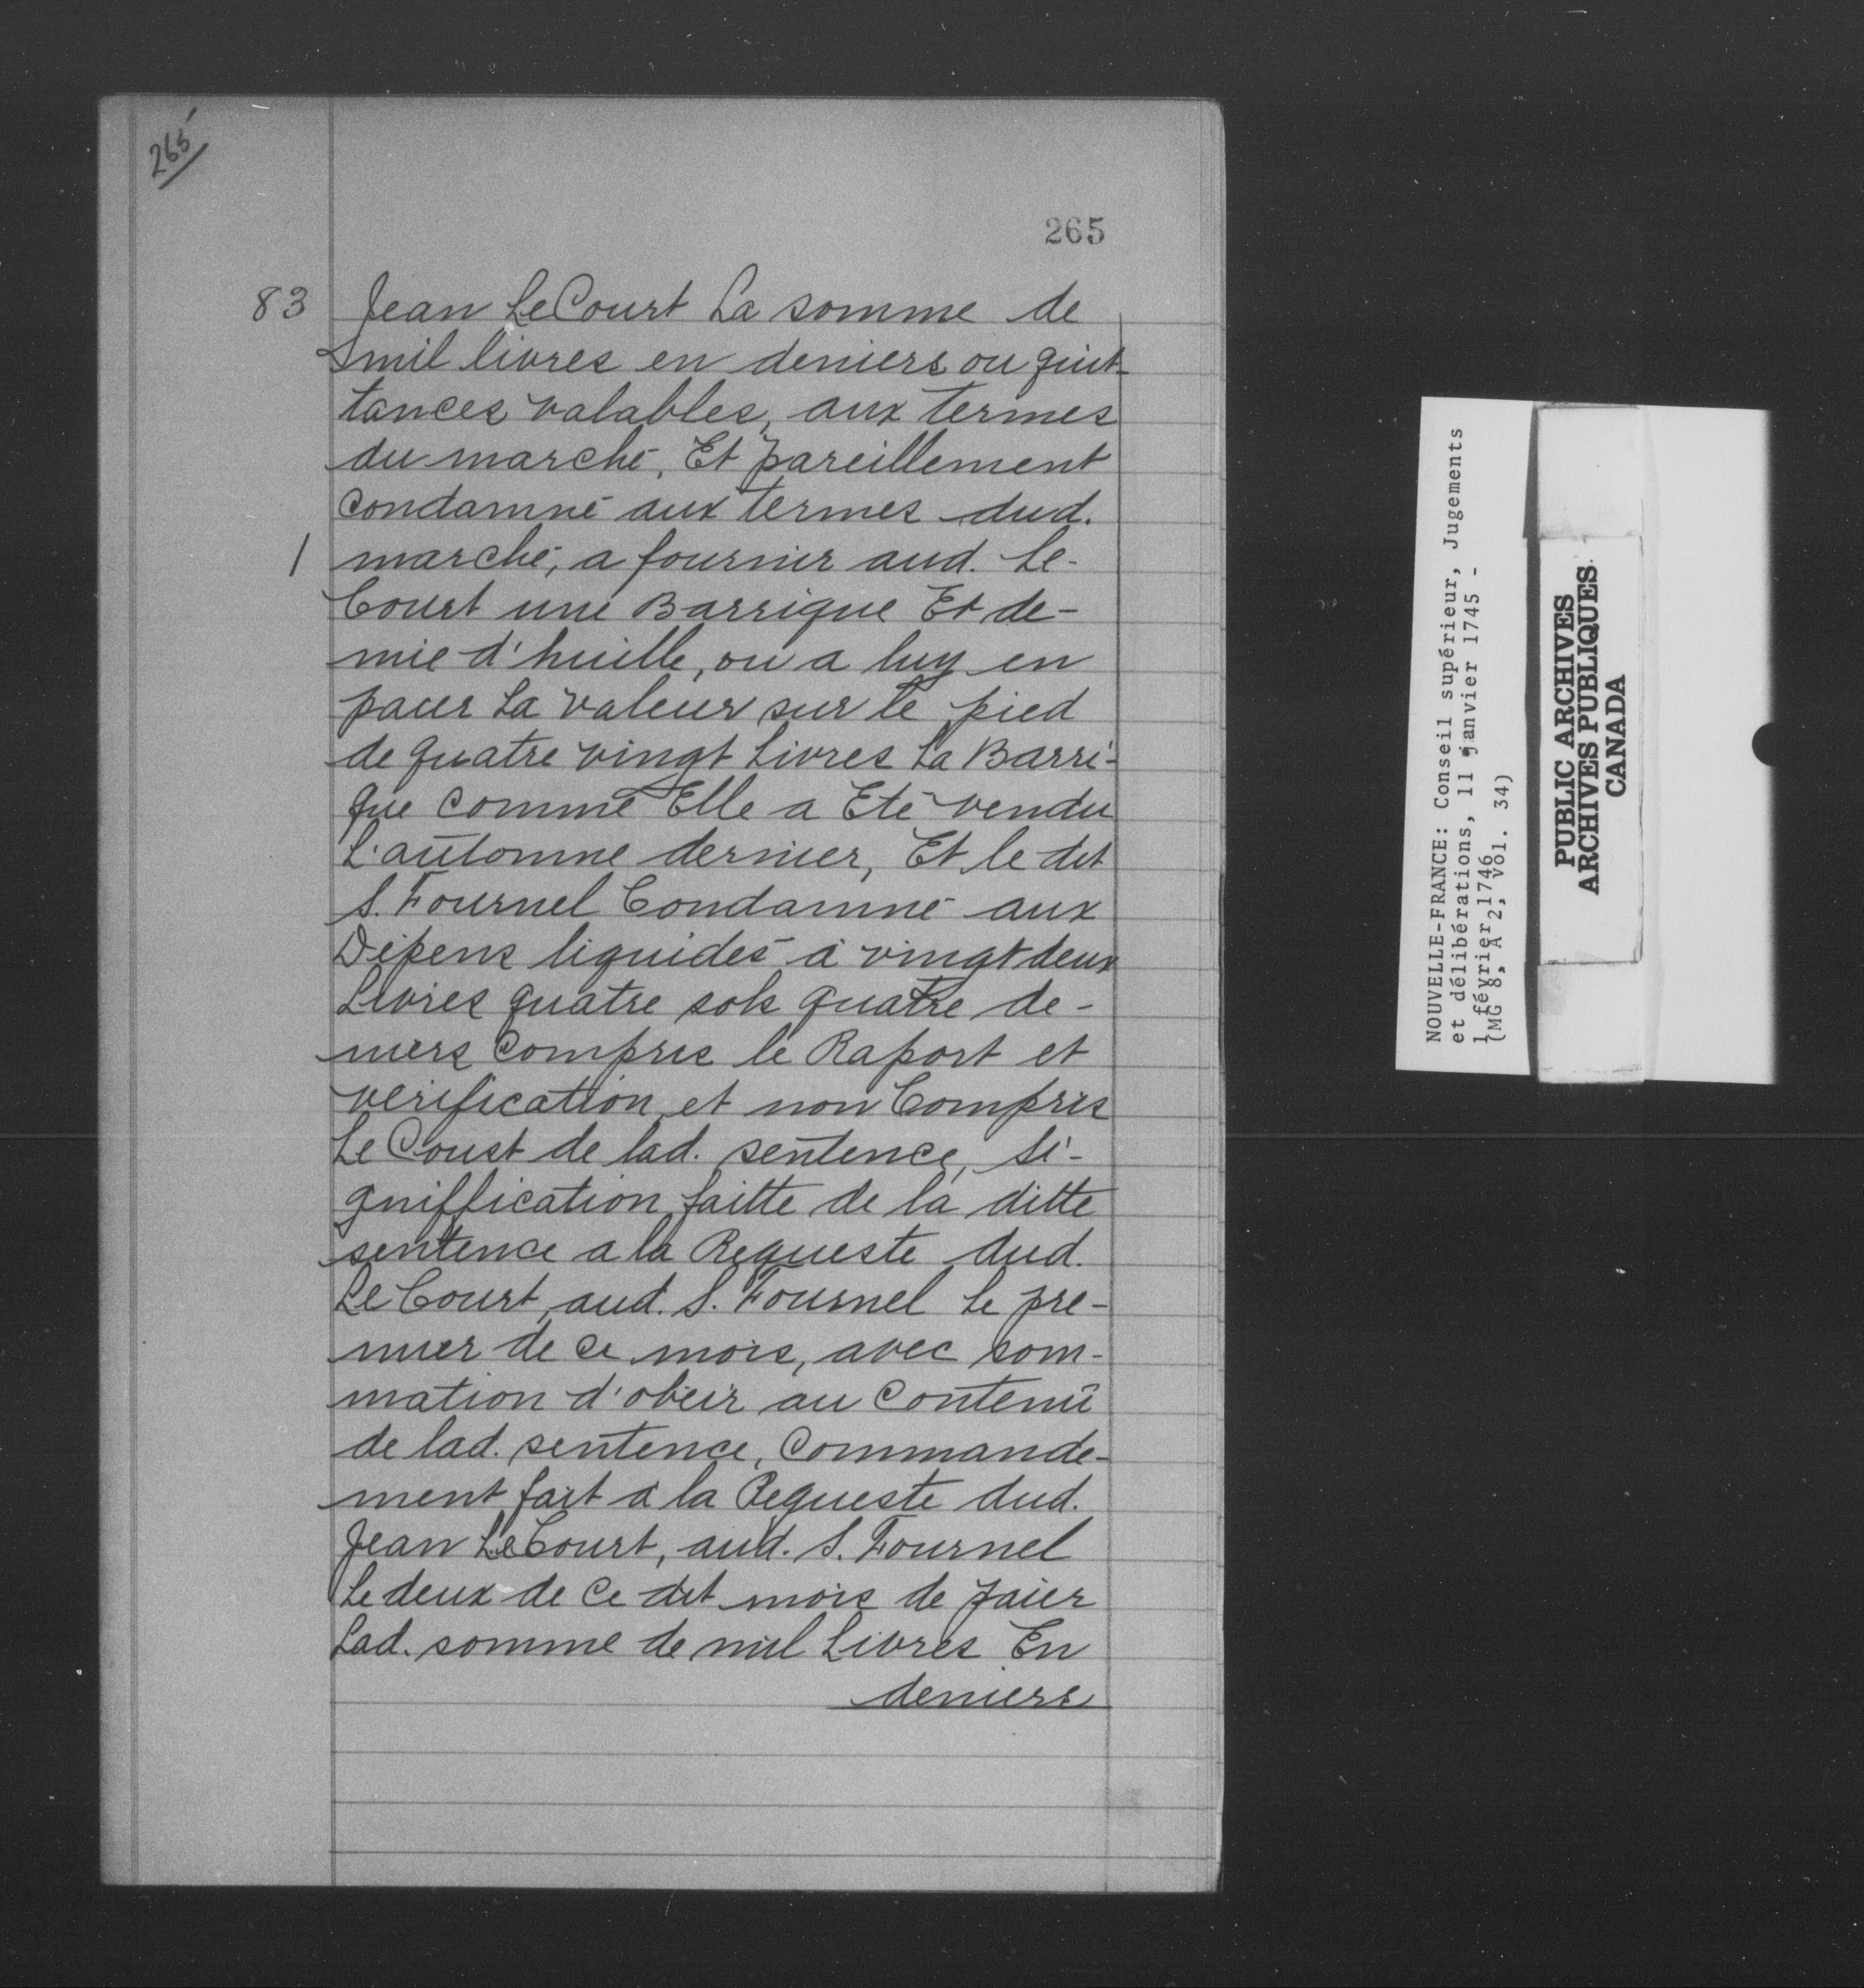 265
265
83 Jean LeCourt La somme de
mil livres en deniers ou quit-
tances valables, aux termes
du marché, Et pareillement
Condamné aux termes dud.
1 marché, a fournir aud. Le-
Court une Barrique Et de-
mie d'huille, ou a luy en
paier La valeur sur le pied
de quatre vingt Livres La Barri-
que comme Elle a Eté vendu
L'automne dernier, Et le dit
S. Fournel Condamné aux
Dépens liquidés à vingt deux
Livres quatre sols quatre de-
niers Compris le Raport et
verification, et non Compris
Le Coust de lad. sentence, Si-
gniffication faitte de la ditte
sentence a la Requeste dud.
LeCourt, aud. S. Fournel le pre-
mier de ce mois, avec som-
mation d'obeir au Contenû
de lad. sentence, Commande-
ment fait à la Requeste dud.
Jean LeCourt, aud. S. Fournel
Le deux de Ce dit mois de paier
Lad. somme de mil Livres En
deniers
NOUVELLE-FRANCE: Conseil supérieur, Jugements
et délibérations, 11 janvier 1745 -
1 février 1746
(MG 8, A 2, vol. 34)
PUBLIC ARCHIVES
ARCHIVES PUBLIQUES
CANADA